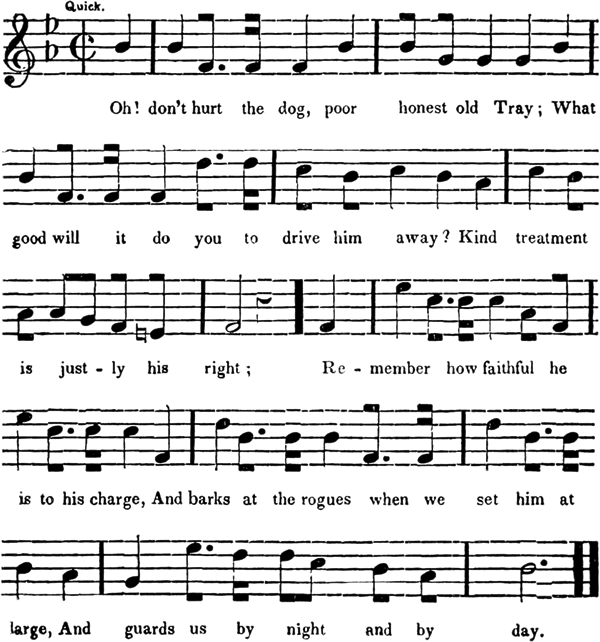 Quick.
Oh! don't hurt the dog, poor honest old Tray; What
good will it do you to drive him away? Kind treatment
is just-ly his right; Re-member how faithful he
is to his charge, And barks at the rogues when we set him at
large, And guards us by night and by day.